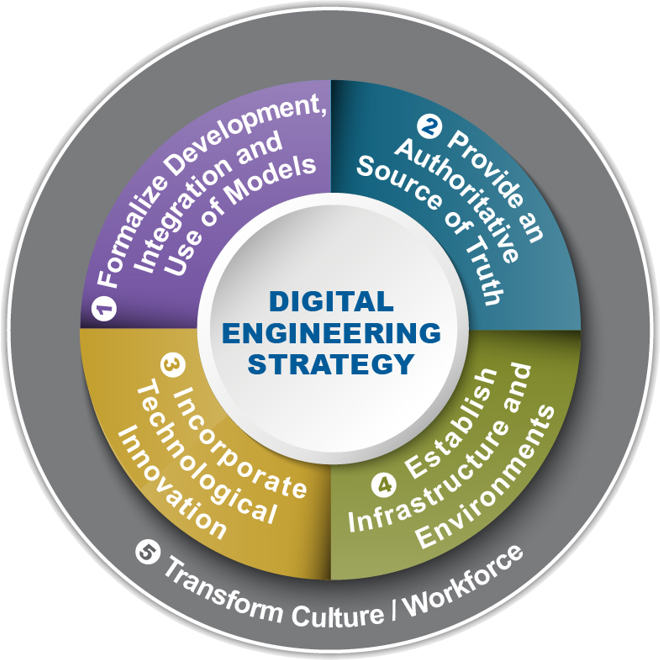 DIGITAL
ENGINEERING
STRATEGY
1 Formalize Development,
Integration and
Use of Models
2 Provide an
Authoritative
Source of Truth
3 Incorporate
Technological
Innovation
4 Establish
Infrastructure and
Environments
5 Transform Culture / Workforce